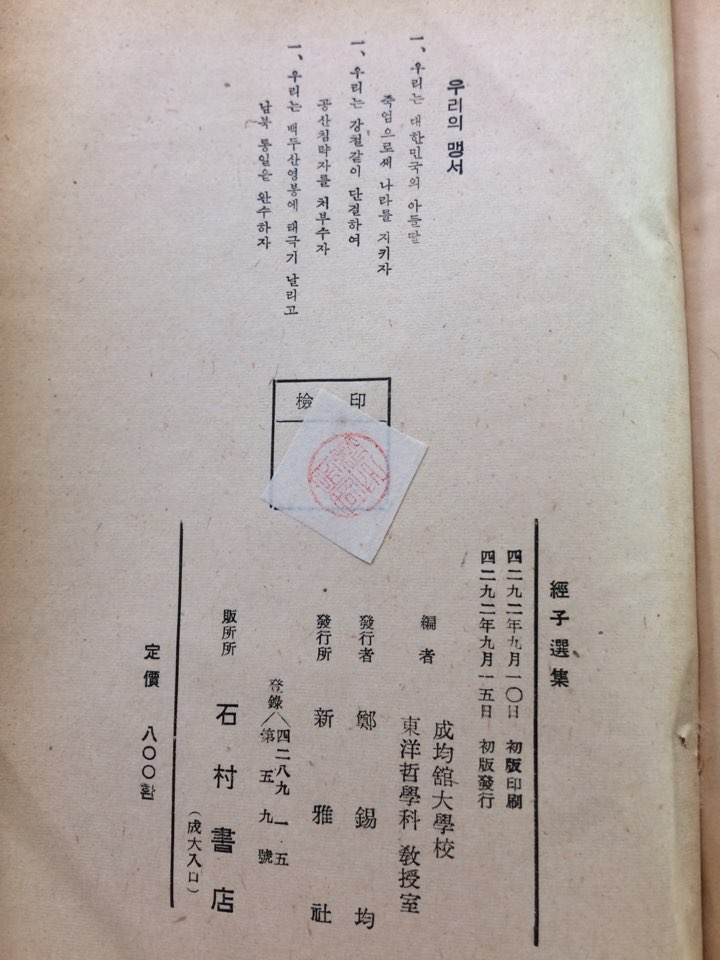 우리의 맹서
一、우리는 대한민국의 아들딸
죽엄으로써 나라를 지키자
一、우리는 강철같이 단결하여
공산침략자를 처부수자
一、우리는 백두산영봉에 태극기 날리고
남북 통일을 완수하자
檢印
經子選集
四二九二年九月一〇日 初版印刷
四二九二年九月一五日 初版發行
編者 成均舘大學校
東洋哲學科 敎授室
發行者 鄭錫均
發行所 新雅社
登錄 四二八九 一·五
第五九號
販所所 石村書店
(成大入口)
定價 八〇〇환